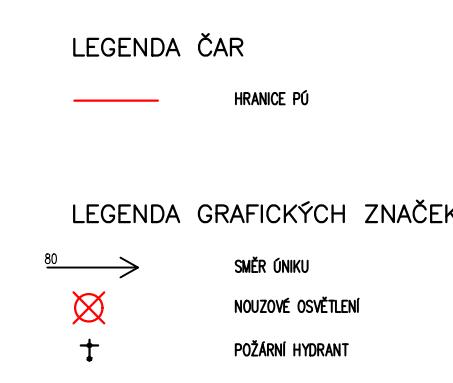 LEGENDA ČAR
HRANICE PÚ
LEGENDA GRAFICKÝCH ZNAČEK
80
SMĚR ÚNIKU
NOUZOVÉ OSVĚTLENÍ
POŽÁRNÍ HYDRANT